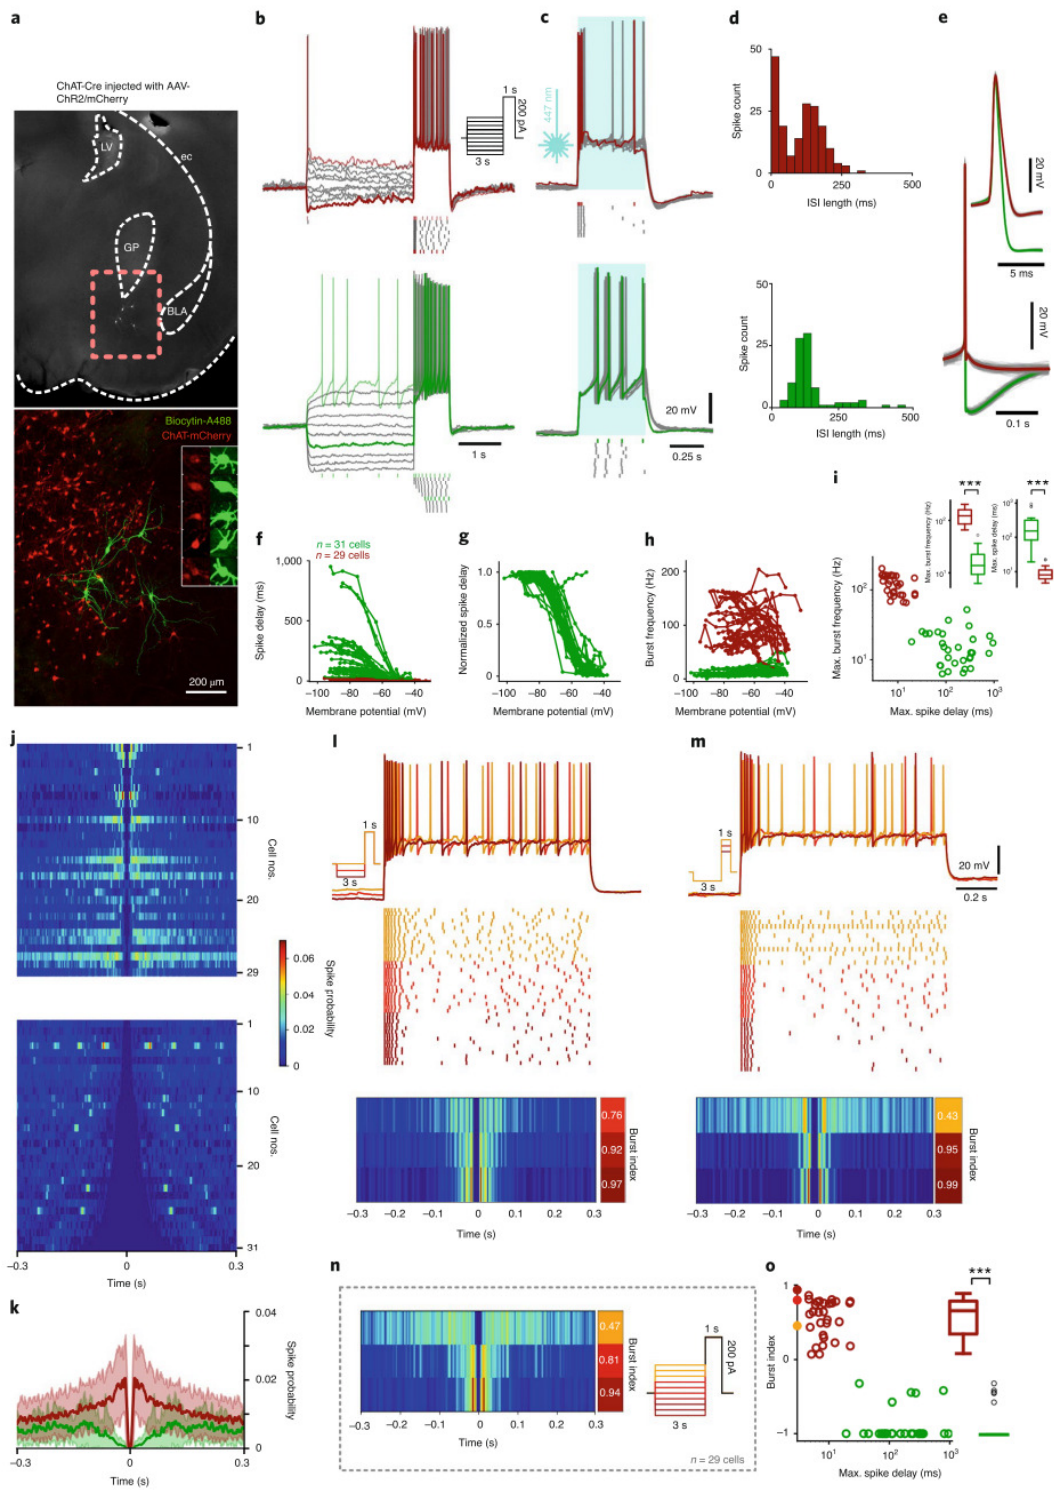 a
ChAT-Cre injected with AAV-
ChR2/mCherry
LV
ec
GP
BLA
Biocytin-A488
ChAT-mCherry
200 μm
b
1 s
200 pA
3 s
1 s
c
447 nm
20 mV
0.25 s
d
50
25
0
Spike count
0
250
500
ISI length (ms)
50
25
0
Spike count
0
250
500
ISI length (ms)
e
20 mV
5 ms
20 mV
0.1 s
f
n = 31 cells
n = 29 cells
1,000
500
0
Spike delay (ms)
−100 −80 −60 −40
Membrane potential (mV)
g
1.0
0.5
0
Normalized spike delay
−100 −80 −60 −40
Membrane potential (mV)
h
200
100
0
Burst frequency (Hz)
−100 −80 −60 −40
Membrane potential (mV)
i
***
***
Max. burst frequency (Hz)
10²
10¹
Max. spike delay (ms)
10³
10²
10¹
Max. burst frequency (Hz)
10²
10¹
10¹ 10² 10³
Max. spike delay (ms)
j
1
10
20
29
Cell nos.
0.06
0.04
0.02
0
Spike probability
1
10
20
31
Cell nos.
−0.3 0 0.3
Time (s)
k
0.04
0.02
0
Spike probability
−0.3 0 0.3
Time (s)
l
1 s
3 s
0.76
0.92
0.97
Burst index
−0.3 −0.2 −0.1 0 0.1 0.2 0.3
Time (s)
m
1 s
3 s
20 mV
0.2 s
0.43
0.95
0.99
Burst index
−0.3 −0.2 −0.1 0 0.1 0.2 0.3
Time (s)
n
0.47
0.81
0.94
Burst index
−0.3 −0.2 −0.1 0 0.1 0.2 0.3
Time (s)
1 s
200 pA
3 s
n = 29 cells
o
***
1
0
−1
Burst index
10¹ 10² 10³
Max. spike delay (ms)